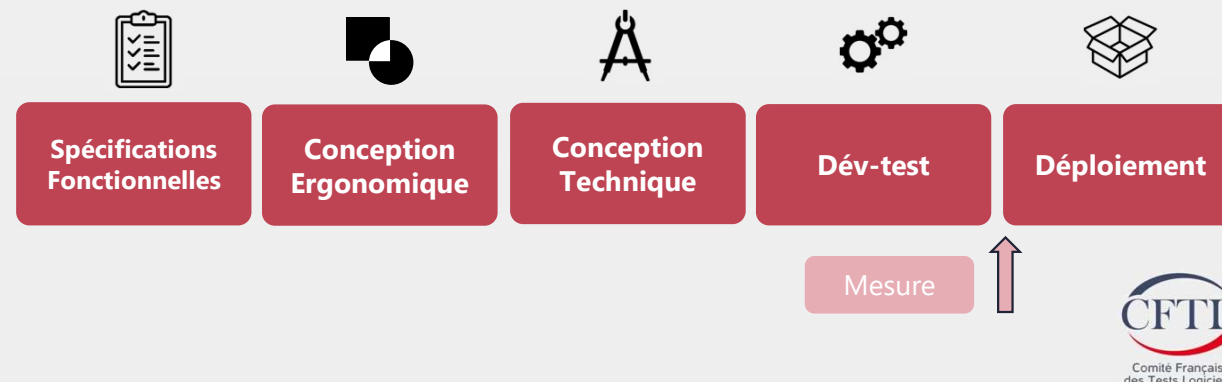 Spécifications
Fonctionnelles
Conception
Ergonomique
Conception
Technique
Dév-test
Déploiement
Mesure
CFTL
Comité Français